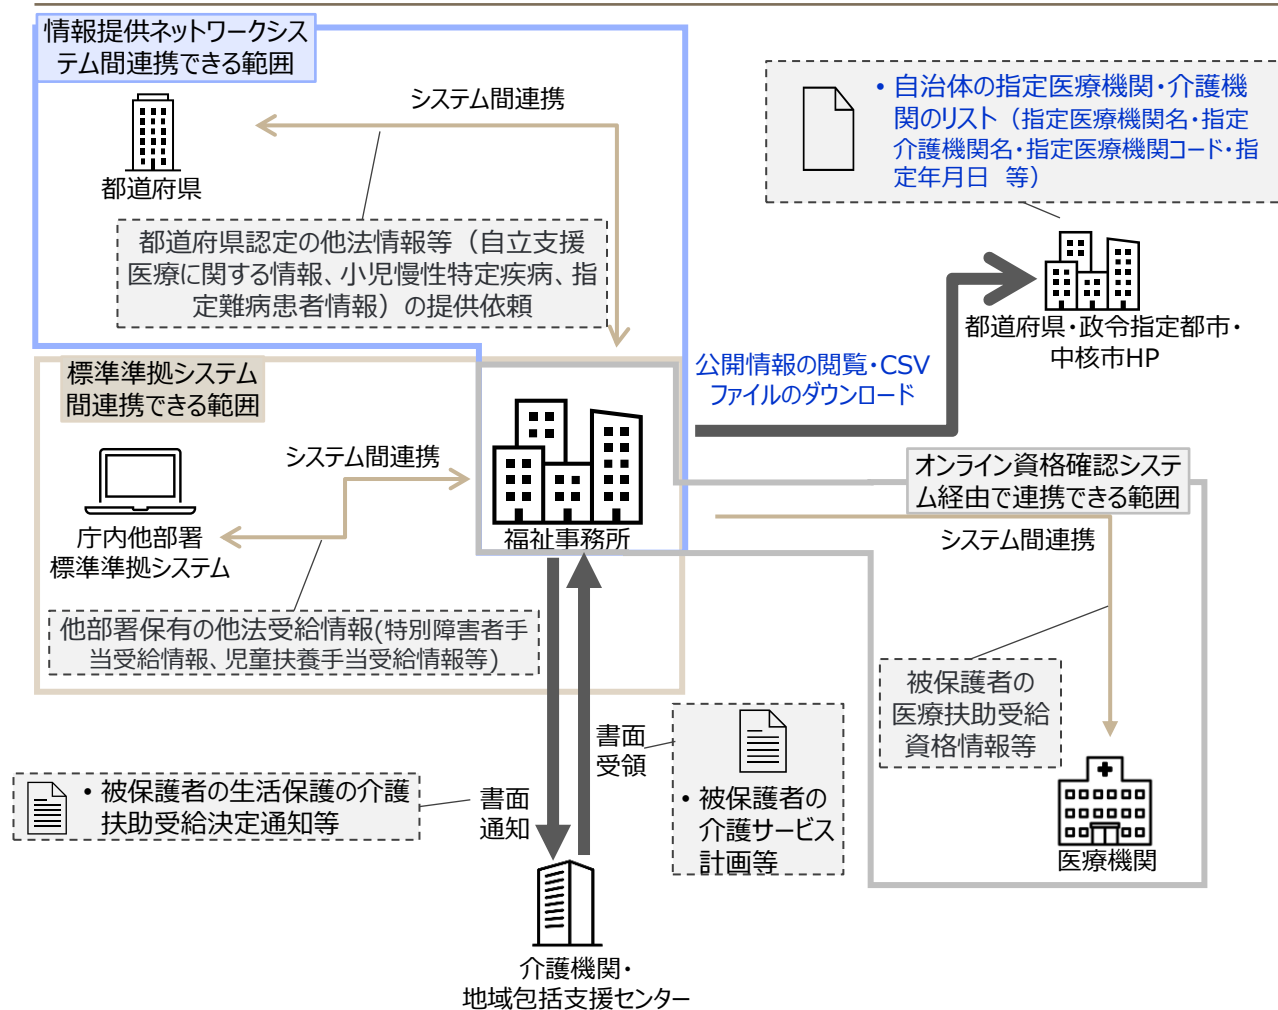 情報提供ネットワークシス
テム間連携できる範囲
システム間連携
都道府県
都道府県認定の他法情報等（自立支援
医療に関する情報、小児慢性特定疾病、指
定難病患者情報）の提供依頼
・自治体の指定医療機関・介護機
関のリスト（指定医療機関名・指定
介護機関名・指定医療機関コード・指
定年月日　等）
都道府県・政令指定都市・
中核市HP
公開情報の閲覧・CSV
ファイルのダウンロード
標準準拠システム
間連携できる範囲
システム間連携
庁内他部署
標準準拠システム
福祉事務所
他部署保有の他法受給情報(特別障害者手
当受給情報、児童扶養手当受給情報等)
オンライン資格確認システ
ム経由で連携できる範囲
システム間連携
被保護者の
医療扶助受給
資格情報等
医療機関
書面
受領
・被保護者の
介護サービス
計画等
・被保護者の生活保護の介護
扶助受給決定通知等
書面
通知
介護機関・
地域包括支援センター